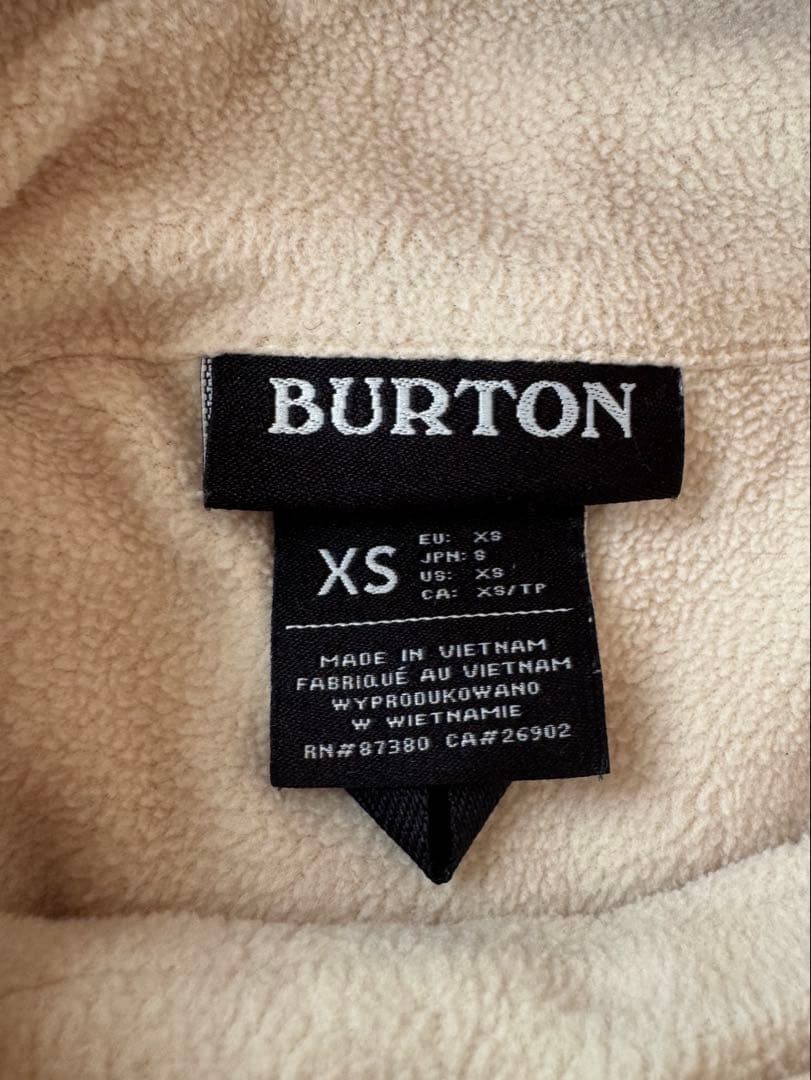 BURTON
XS
EU: XS
JPN: S
US: XS
CA: XS/TP
MADE IN VIETNAM
FABRIQUÉ AU VIETNAM
WYPRODUKOWANO
W WIETNAMIE
RN#87380 CA#26902